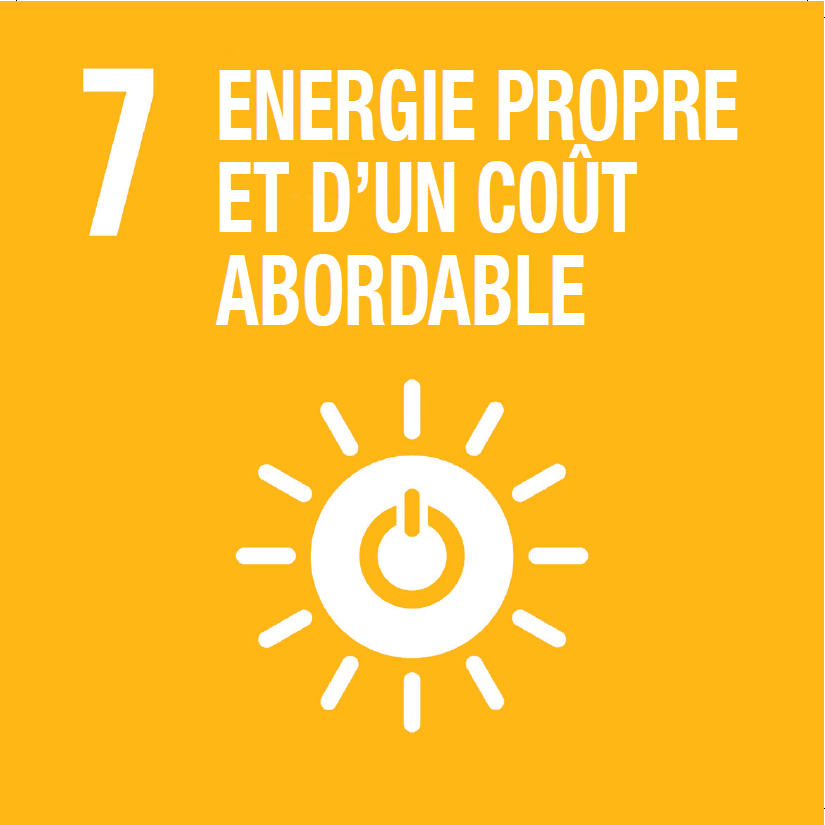 7 ENERGIE PROPRE
ET D’UN COÛT
ABORDABLE